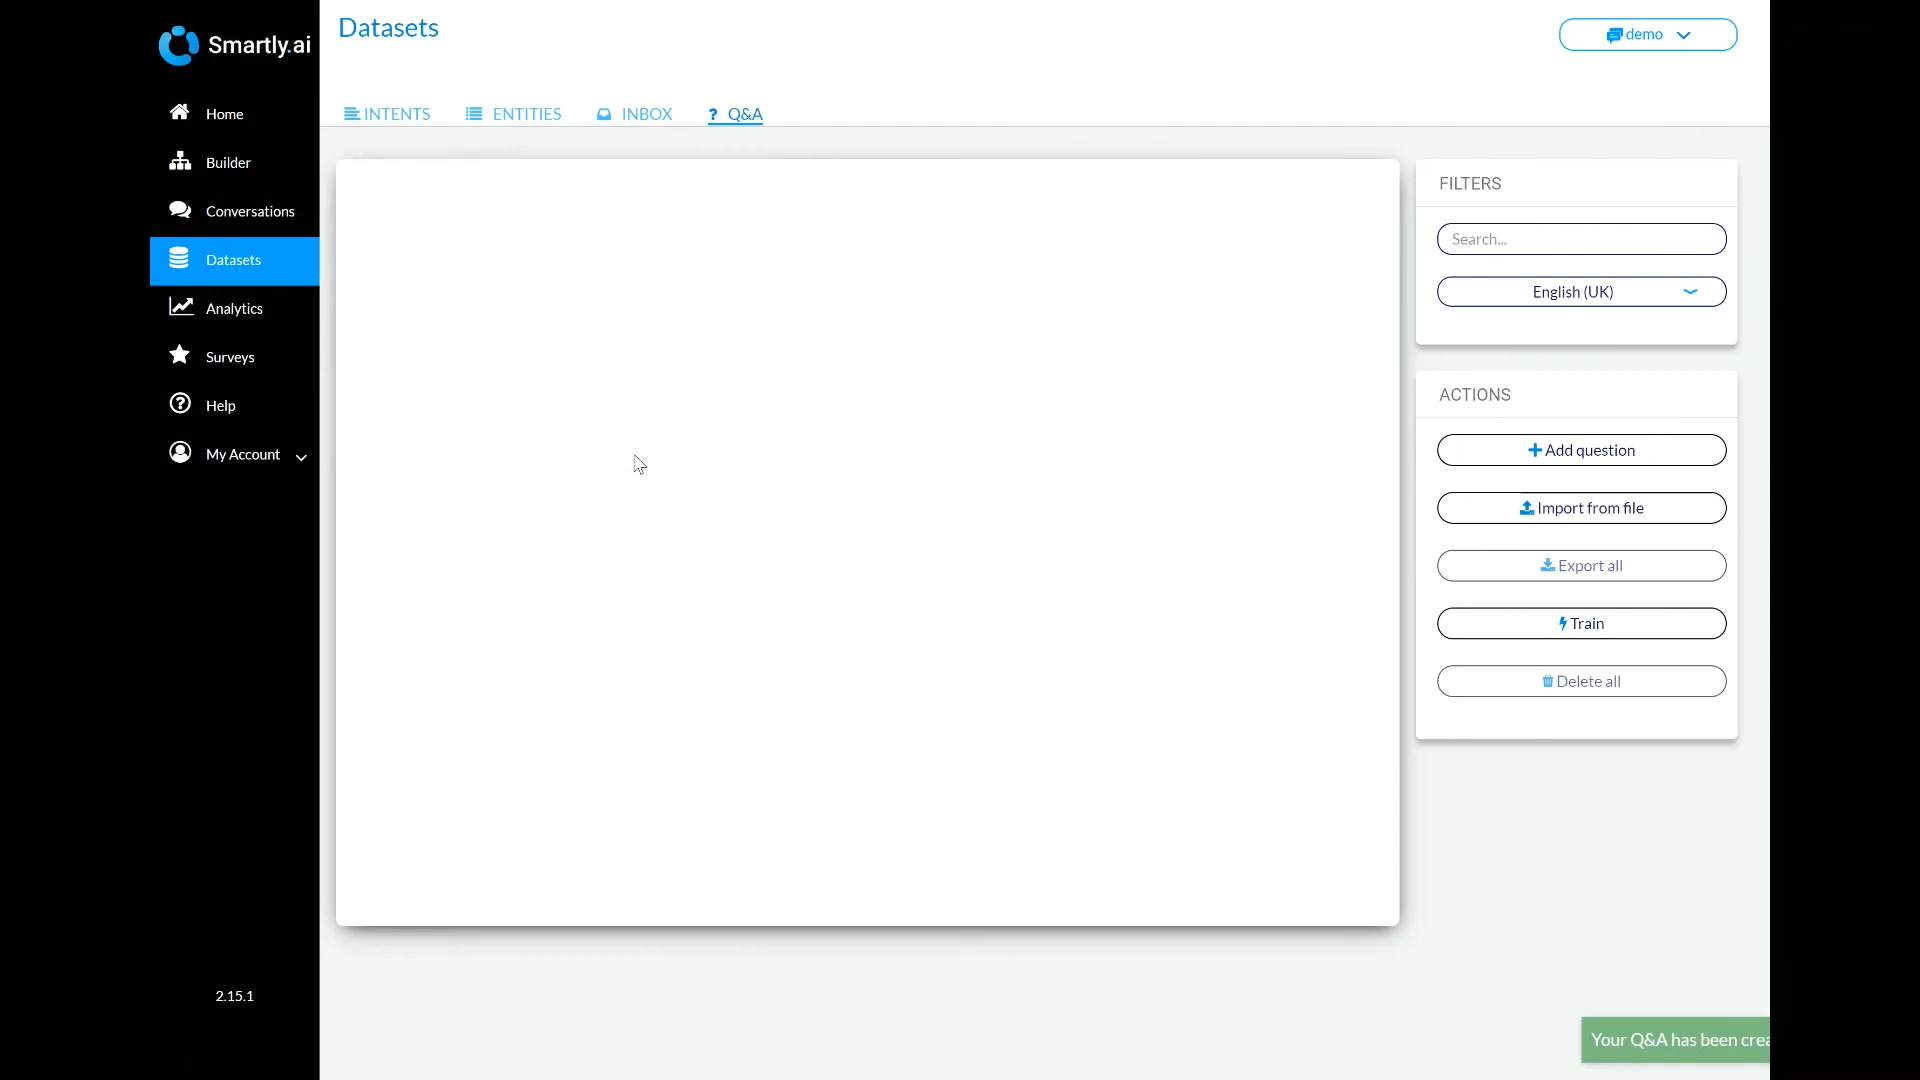 Smartly.ai
Datasets
demo
INTENTS
ENTITIES
INBOX
? Q&A
Home
Builder
Conversations
Datasets
Analytics
Surveys
Help
My Account
2.15.1
FILTERS
Search...
English (UK)
ACTIONS
Add question
Import from file
Export all
Train
Delete all
Your Q&A has been crea